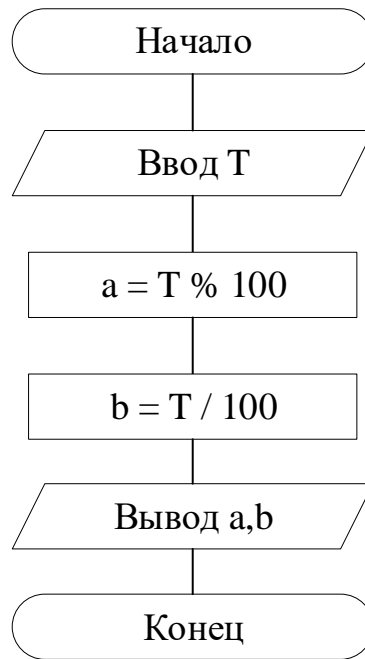 Начало
Ввод T
a = T % 100
b = T / 100
Вывод a,b
Конец